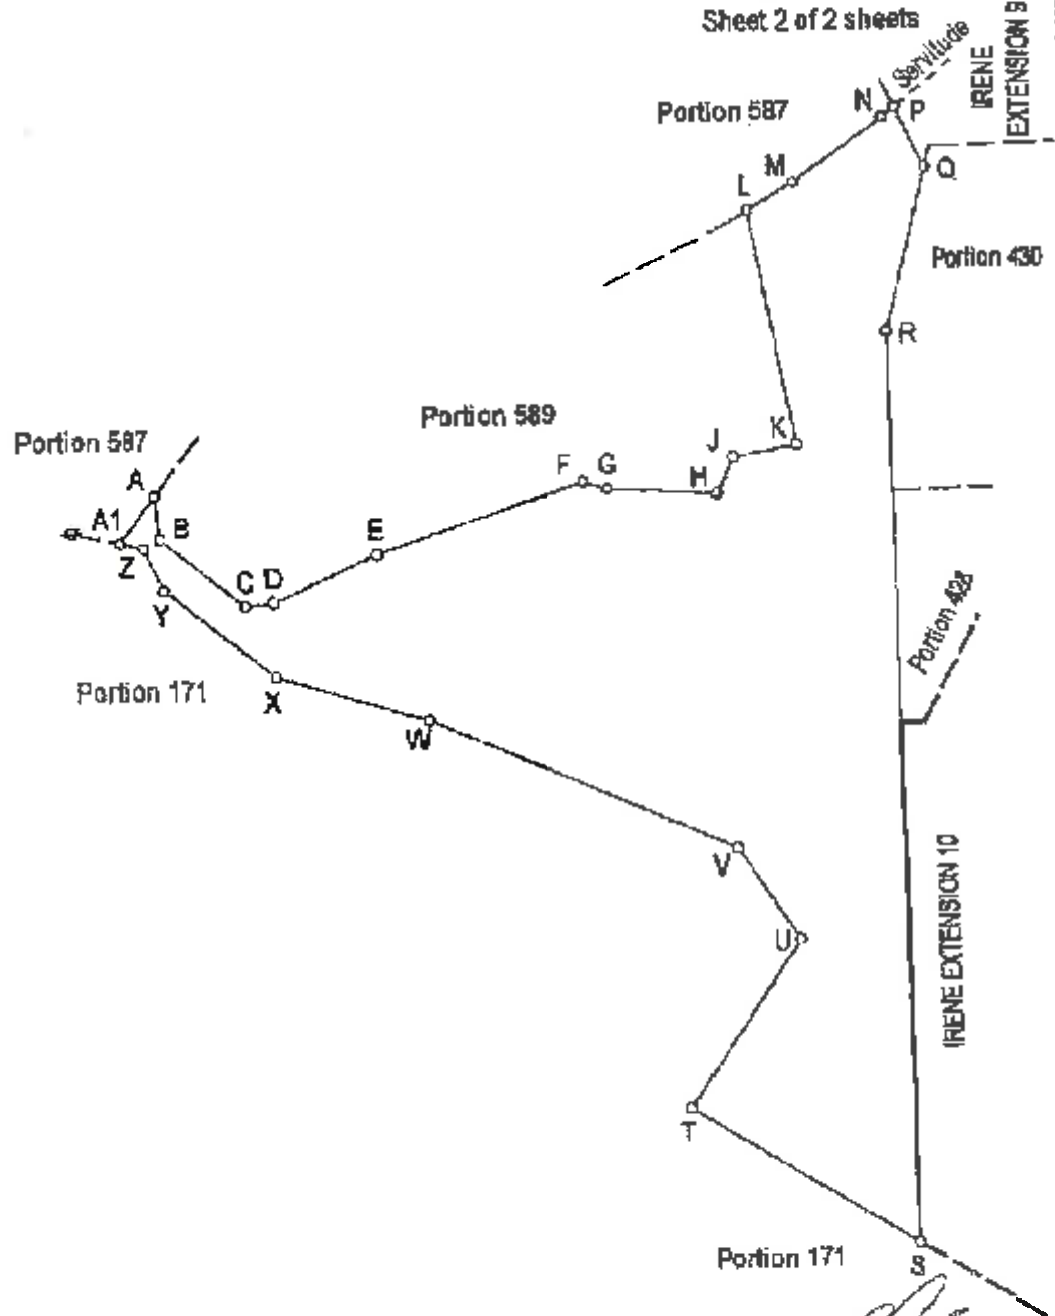 Sheet 2 of 2 sheets
Servitude
IRENE
EXTENSION 9
Portion 587
N
P
M
Q
L
Portion 430
R
Portion 589
K
J
Portion 587
A
F
G
H
A1
B
E
Z
C
D
Y
Portion 428
Portion 171
X
W
V
IRENE EXTENSION 10
U
T
Portion 171
S